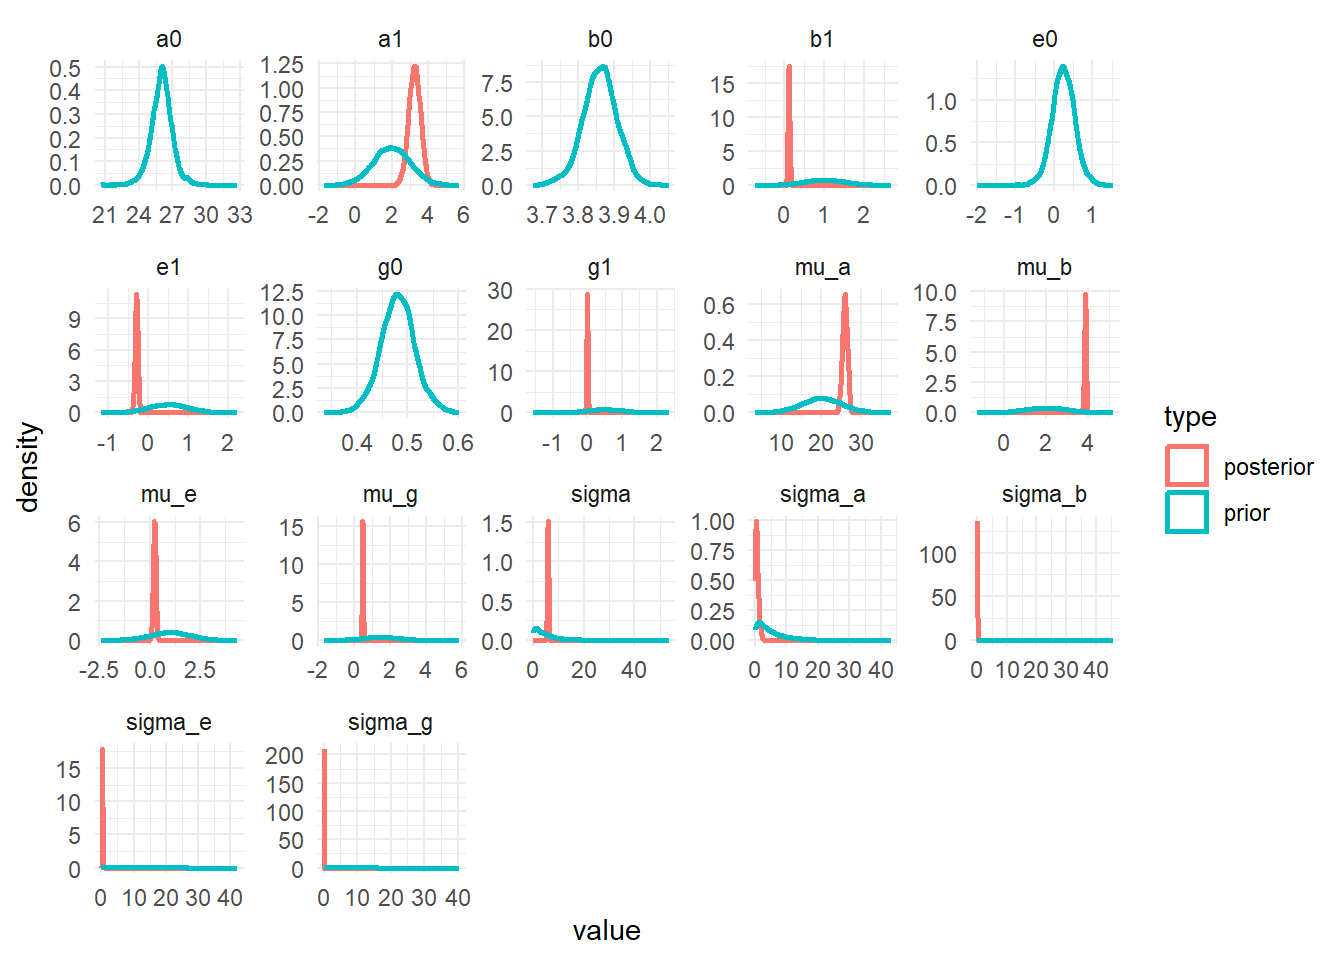 a0 a1 b0 b1 e0
0.5 0.4 0.3 0.2 0.1 0.0
21 24 27 30 33
1.25 1.00 0.75 0.50 0.25 0.00
-2 0 2 4 6
7.5 5.0 2.5 0.0
3.7 3.8 3.9 4.0
15 10 5 0
0 1 2
1.0 0.5 0.0
-2 -1 0 1
e1 g0 g1 mu_a mu_b
9 6 3 0
-1 0 1 2
12.5 10.0 7.5 5.0 2.5 0.0
0.4 0.5 0.6
30 20 10 0
-1 0 1 2
0.6 0.4 0.2 0.0
10 20 30
10.0 7.5 5.0 2.5 0.0
0 2 4
mu_e mu_g sigma sigma_a sigma_b
6 4 2 0
-2.5 0.0 2.5
15 10 5 0
-2 0 2 4 6
1.5 1.0 0.5 0.0
0 20 40
1.00 0.75 0.50 0.25 0.00
0 10 20 30 40
100 50 0
0 10 20 30 40
sigma_e sigma_g
15 10 5 0
0 10 20 30 40
200 150 100 50 0
0 10 20 30 40
density
value
type
posterior
prior